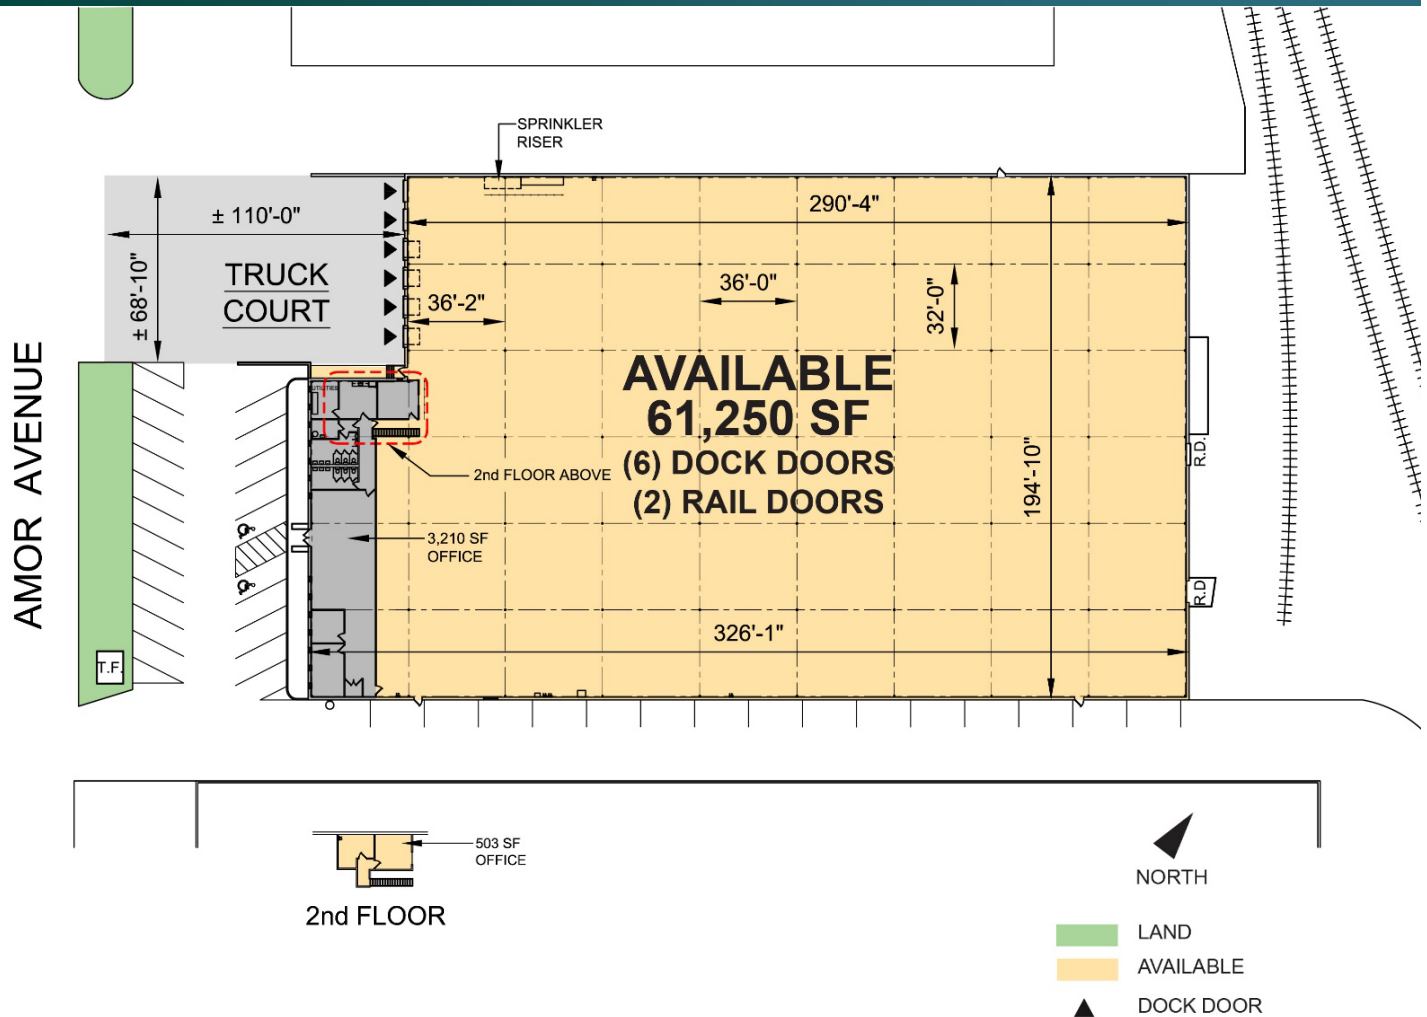 SPRINKLER
RISER
± 110'-0"
290'-4"
± 68'-10"
TRUCK
COURT
36'-2"
36'-0"
32'-0"
AMOR AVENUE
AVAILABLE
61,250 SF
(6) DOCK DOORS
(2) RAIL DOORS
UTILITIES
2nd FLOOR ABOVE
194'-10"
R.D.
3,210 SF
OFFICE
R.D.
326'-1"
T.F.
503 SF
OFFICE
2nd FLOOR
NORTH
LAND
AVAILABLE
DOCK DOOR